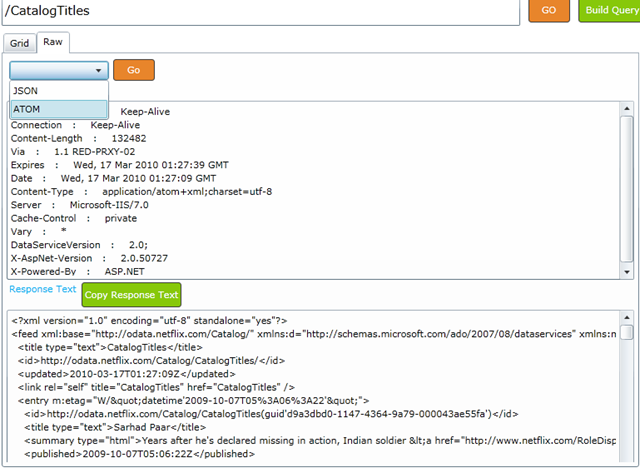 /CatalogTitles
GO
Build Query
Grid
Raw
Go
JSON
ATOM
Keep-Alive
Connection : Keep-Alive
Content-Length : 132482
Via : 1.1 RED-PRXY-02
Expires : Wed, 17 Mar 2010 01:27:39 GMT
Date : Wed, 17 Mar 2010 01:27:09 GMT
Content-Type : application/atom+xml;charset=utf-8
Server : Microsoft-IIS/7.0
Cache-Control : private
Vary : *
DataServiceVersion : 2.0;
X-AspNet-Version : 2.0.50727
X-Powered-By : ASP.NET
Response Text
Copy Response Text
<?xml version="1.0" encoding="utf-8" standalone="yes"?>
<feed xml:base="http://odata.netflix.com/Catalog/" xmlns:d="http://schemas.microsoft.com/ado/2007/08/dataservices" xmlns:n
<title type="text">CatalogTitles</title>
<id>http://odata.netflix.com/Catalog/CatalogTitles/</id>
<updated>2010-03-17T01:27:09Z</updated>
<link rel="self" title="CatalogTitles" href="CatalogTitles" />
<entry m:etag="W/&quot;datetime'2009-10-07T05%3A06%3A22'&quot;">
<id>http://odata.netflix.com/Catalog/CatalogTitles(guid'd9a3dbd0-1147-4364-9a79-000043ae55fa')</id>
<title type="text">Sarhad Paar</title>
<summary type="html">Years after he's declared missing in action, Indian soldier &lt;a href="http://www.netflix.com/RoleDisp
<published>2009-10-07T05:06:22Z</published>